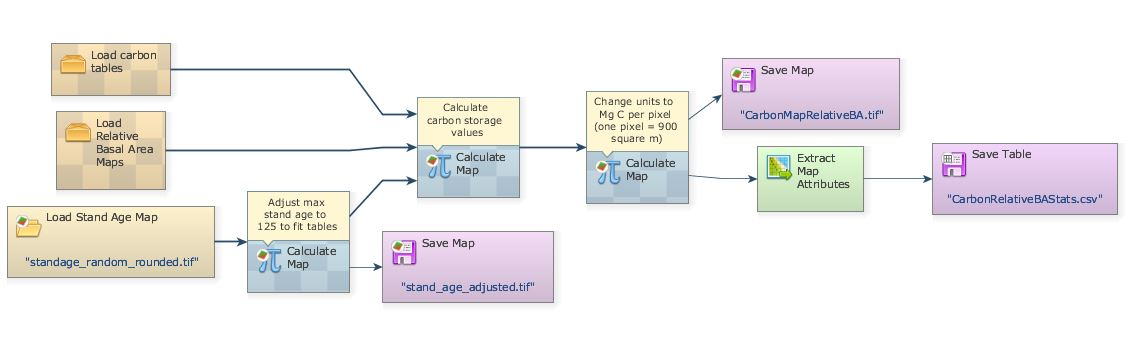 Load carbon
tables
Load
Relative
Basal Area
Maps
Load Stand Age Map
"standage_random_rounded.tif"
Adjust max
stand age to
125 to fit tables
Calculate
Map
Save Map
"stand_age_adjusted.tif"
Calculate
carbon storage
values
Calculate
Map
Change units to
Mg C per pixel
(one pixel = 900
square m)
Calculate
Map
Save Map
"CarbonMapRelativeBA.tif"
Extract
Map
Attributes
Save Table
"CarbonRelativeBAStats.csv"